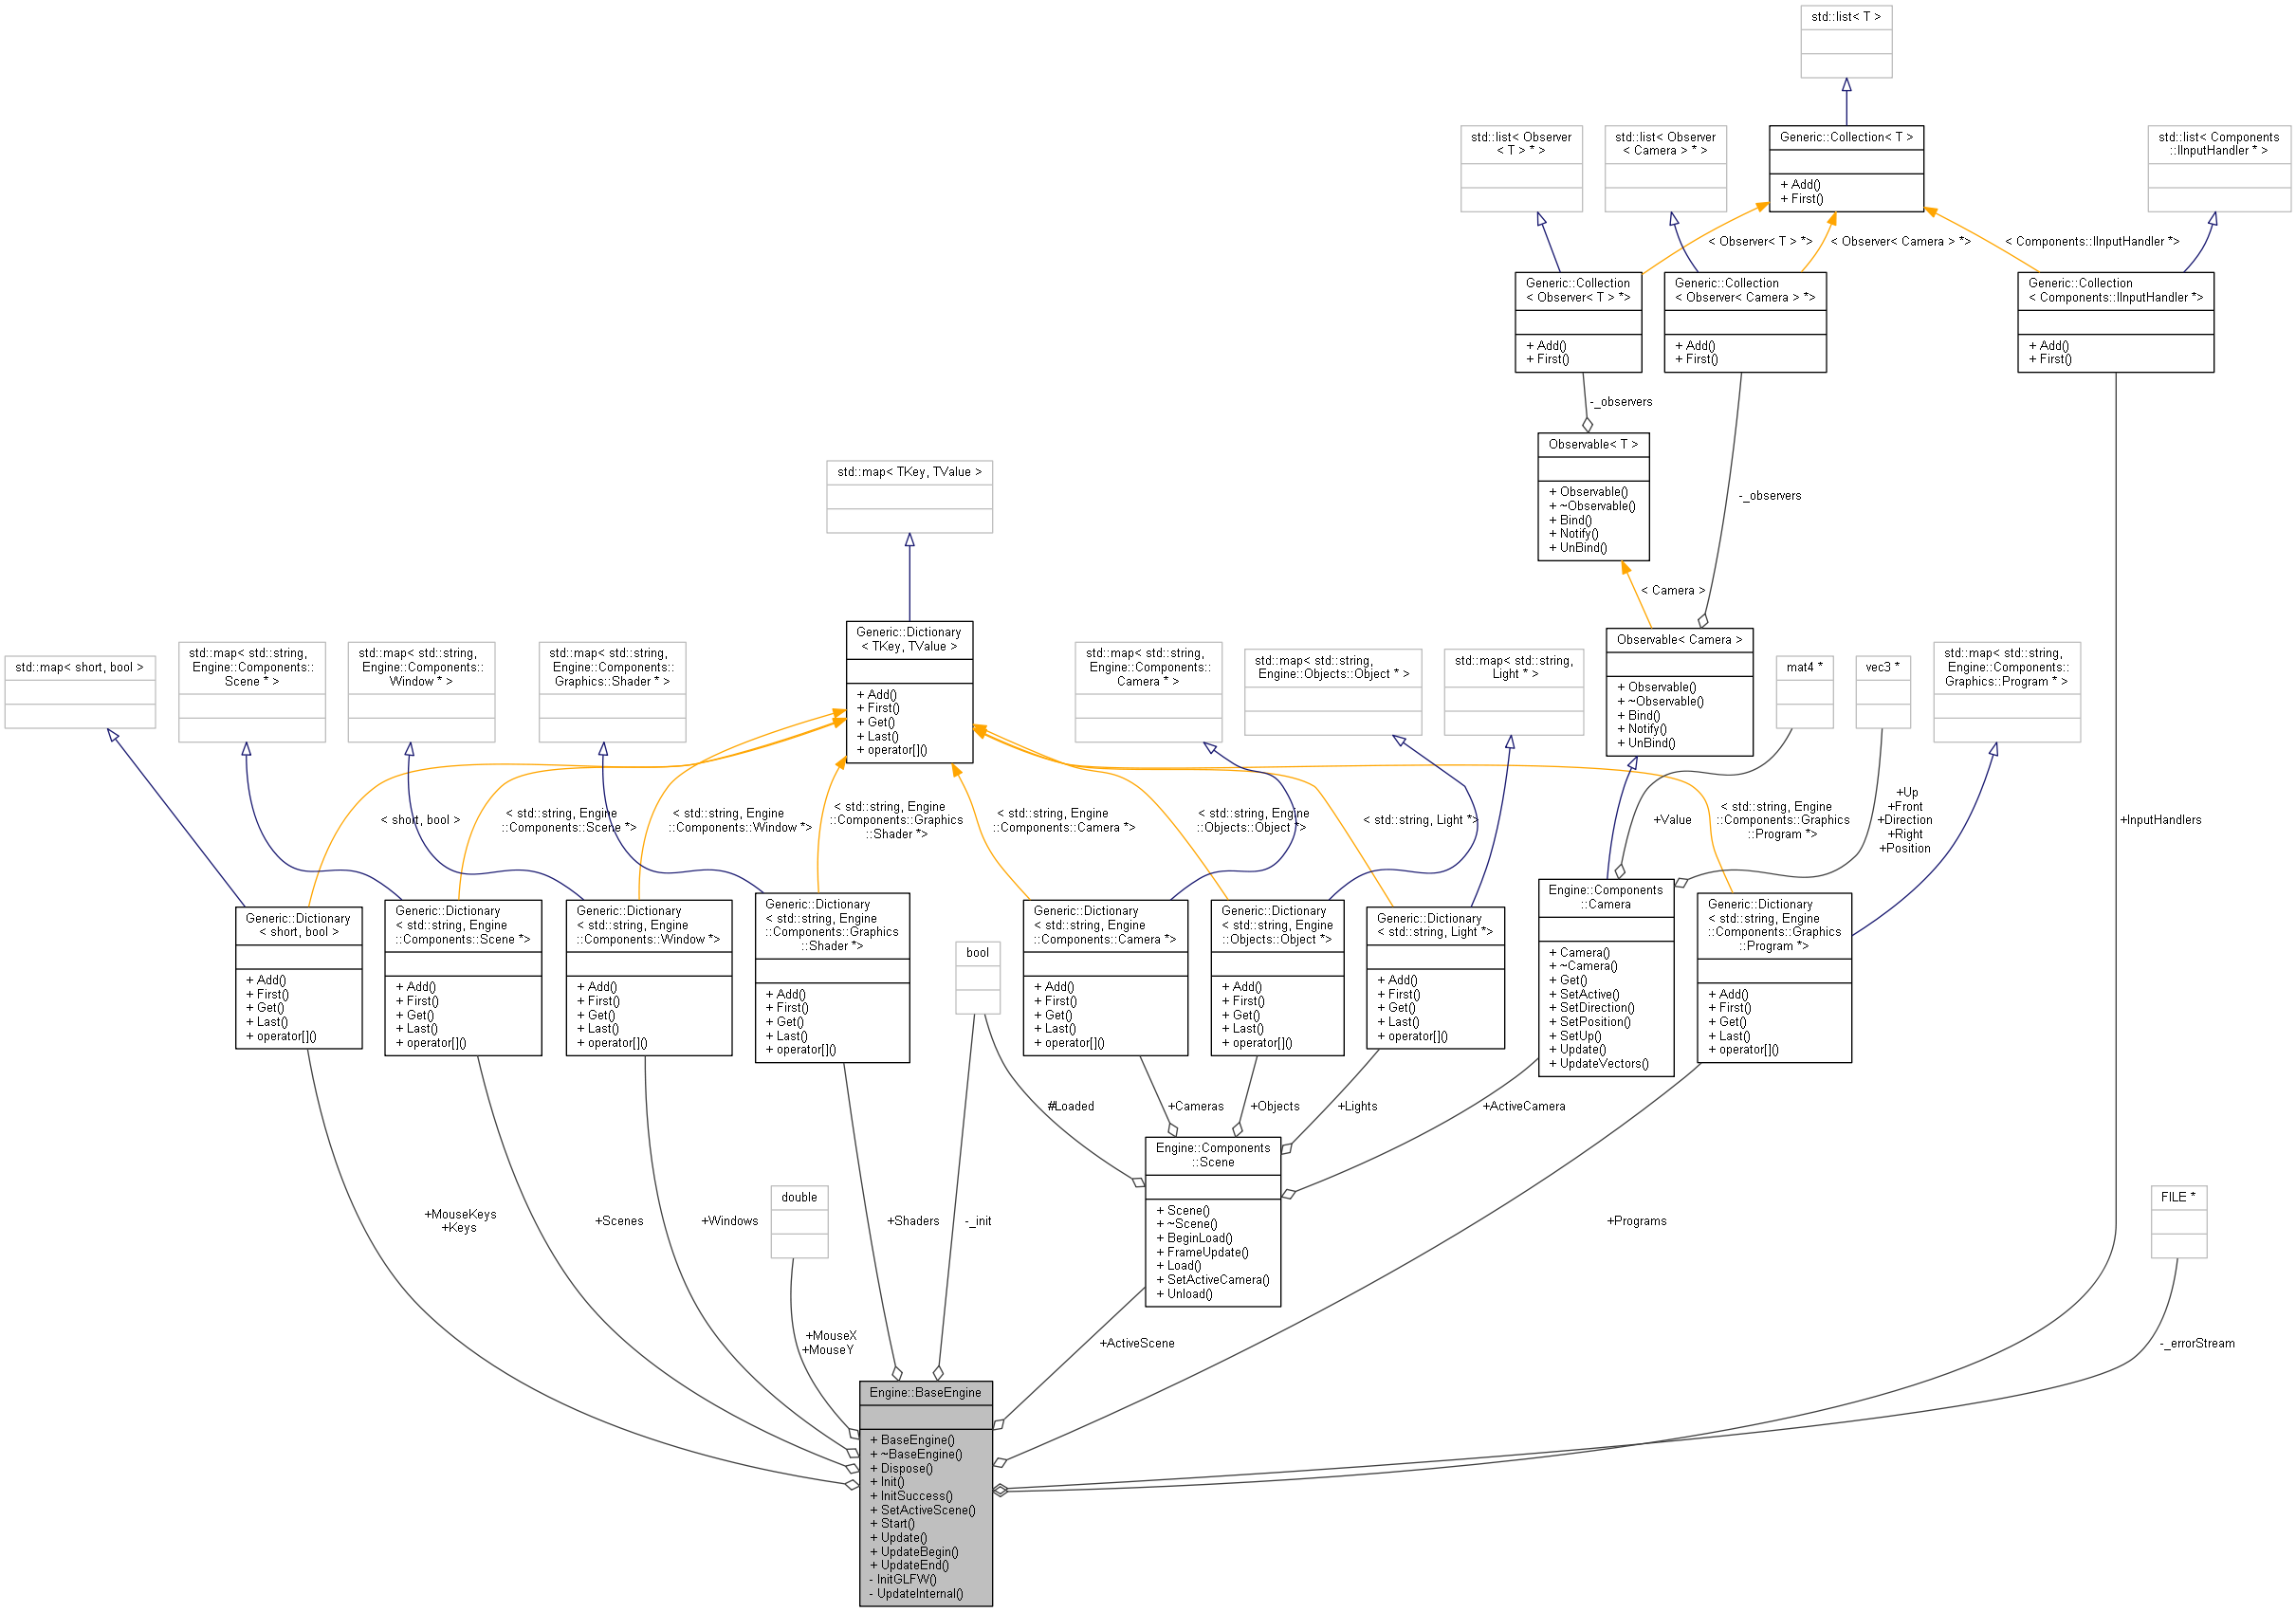 std::list< T >
std::list< Observer
< T > * >
std::list< Observer
< Camera > * >
Generic::Collection< T >
+ Add()
+ First()
std::list< Components
::IInputHandler * >
< Observer< T > *>
< Observer< Camera > *>
< Components::IInputHandler *>
Generic::Collection
< Observer< T > *>
+ Add()
+ First()
Generic::Collection
< Observer< Camera > *>
+ Add()
+ First()
Generic::Collection
< Components::IInputHandler *>
+ Add()
+ First()
-_observers
Observable< T >
+ Observable()
+ ~Observable()
+ Bind()
+ Notify()
+ UnBind()
-_observers
std::map< TKey, TValue >
< Camera >
Generic::Dictionary
< TKey, TValue >
+ Add()
+ First()
+ Get()
+ Last()
+ operator[]()
Observable< Camera >
+ Observable()
+ ~Observable()
+ Bind()
+ Notify()
+ UnBind()
std::map< short, bool >
std::map< std::string,
Engine::Components::
Scene * >
std::map< std::string,
Engine::Components::
Window * >
std::map< std::string,
Engine::Components::
Graphics::Shader * >
std::map< std::string,
Engine::Components::
Camera * >
std::map< std::string,
Engine::Objects::Object * >
std::map< std::string,
Light * >
mat4 *
vec3 *
std::map< std::string,
Engine::Components::
Graphics::Program * >
< short, bool >
< std::string, Engine
::Components::Scene *>
< std::string, Engine
::Components::Window *>
< std::string, Engine
::Components::Graphics
::Shader *>
< std::string, Engine
::Components::Camera *>
< std::string, Engine
::Objects::Object *>
< std::string, Light *>
+Value
< std::string, Engine
::Components::Graphics
::Program *>
+Up
+Front
+Direction
+Right
+Position
+InputHandlers
Generic::Dictionary
< short, bool >
+ Add()
+ First()
+ Get()
+ Last()
+ operator[]()
Generic::Dictionary
< std::string, Engine
::Components::Scene *>
+ Add()
+ First()
+ Get()
+ Last()
+ operator[]()
Generic::Dictionary
< std::string, Engine
::Components::Window *>
+ Add()
+ First()
+ Get()
+ Last()
+ operator[]()
Generic::Dictionary
< std::string, Engine
::Components::Graphics
::Shader *>
+ Add()
+ First()
+ Get()
+ Last()
+ operator[]()
bool
Generic::Dictionary
< std::string, Engine
::Components::Camera *>
+ Add()
+ First()
+ Get()
+ Last()
+ operator[]()
Generic::Dictionary
< std::string, Engine
::Objects::Object *>
+ Add()
+ First()
+ Get()
+ Last()
+ operator[]()
Generic::Dictionary
< std::string, Light *>
+ Add()
+ First()
+ Get()
+ Last()
+ operator[]()
Engine::Components
::Camera
+ Camera()
+ ~Camera()
+ Get()
+ SetActive()
+ SetDirection()
+ SetPosition()
+ SetUp()
+ Update()
+ UpdateVectors()
Generic::Dictionary
< std::string, Engine
::Components::Graphics
::Program *>
+ Add()
+ First()
+ Get()
+ Last()
+ operator[]()
#Loaded
+Cameras
+Objects
+Lights
+ActiveCamera
Engine::Components
::Scene
+ Scene()
+ ~Scene()
+ BeginLoad()
+ FrameUpdate()
+ Load()
+ SetActiveCamera()
+ Unload()
+MouseKeys
+Keys
+Scenes
+Windows
double
+Shaders
-_init
+Programs
FILE *
+MouseX
+MouseY
+ActiveScene
-_errorStream
Engine::BaseEngine
+ BaseEngine()
+ ~BaseEngine()
+ Dispose()
+ Init()
+ InitSuccess()
+ SetActiveScene()
+ Start()
+ Update()
+ UpdateBegin()
+ UpdateEnd()
- InitGLFW()
- UpdateInternal()